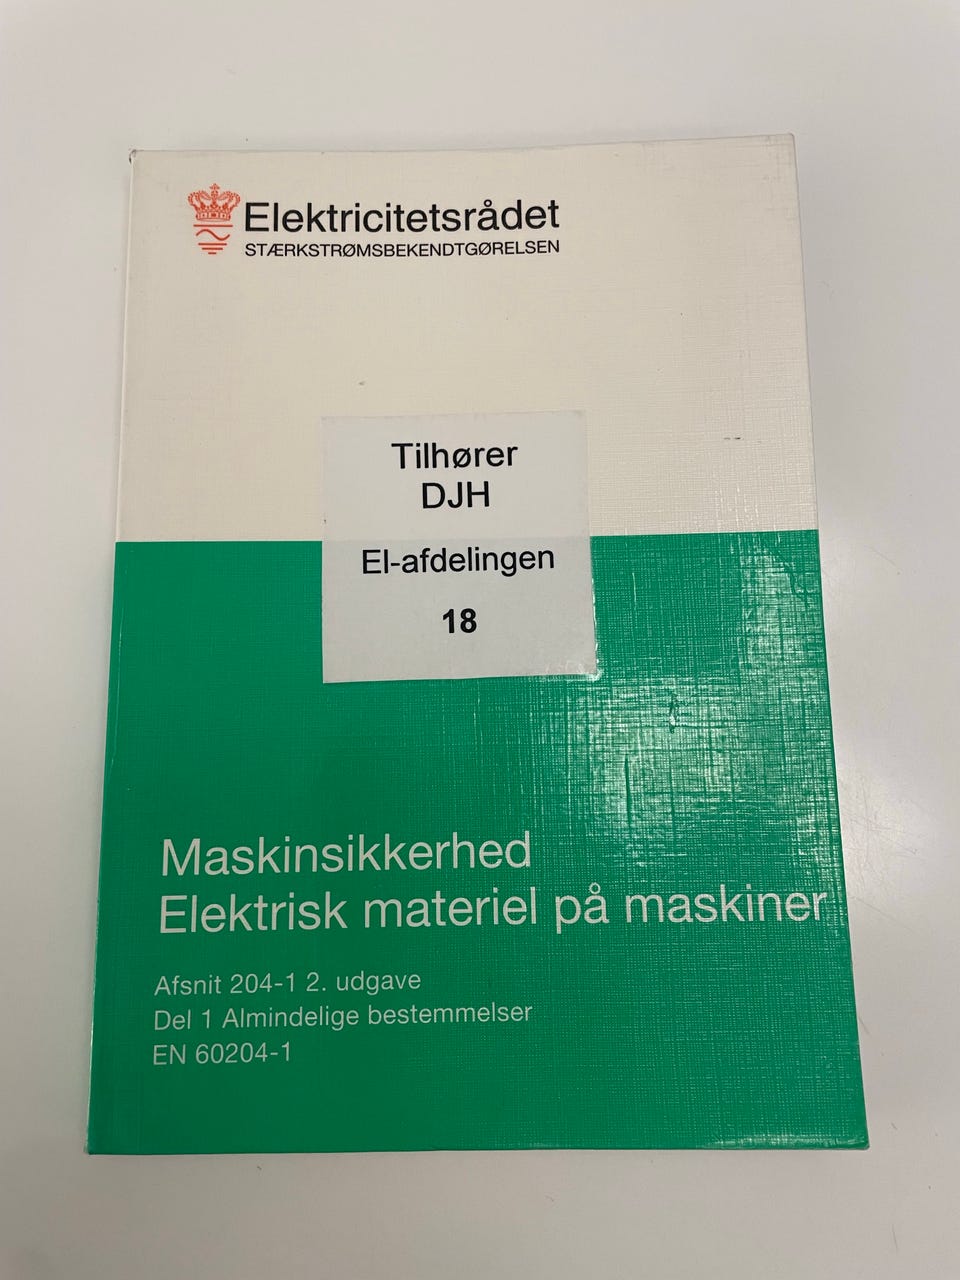 Elektricitetsrådet
STÆRKSTRØMSBEKENDTGØRELSEN
Tilhører
DJH
El-afdelingen
18
Maskinsikkerhed
Elektrisk materiel på maskiner
Afsnit 204-1 2. udgave
Del 1 Almindelige bestemmelser
EN 60204-1